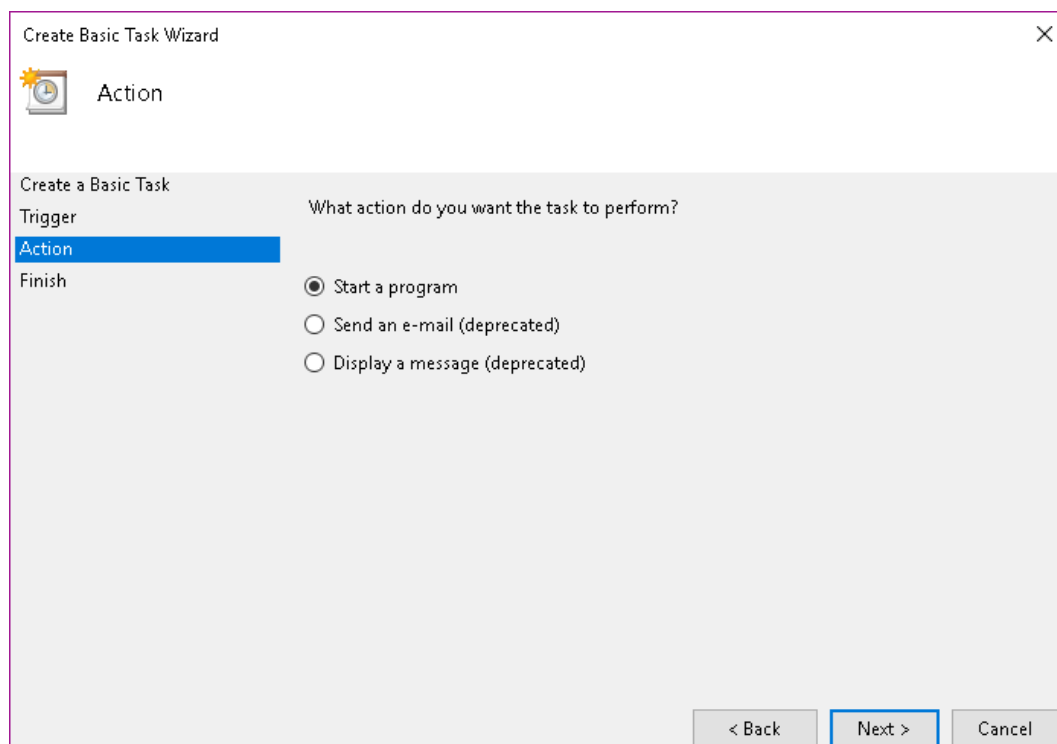 Create Basic Task Wizard
Action
Create a Basic Task
Trigger
Action
Finish
What action do you want the task to perform?
Start a program
Send an e-mail (deprecated)
Display a message (deprecated)
< Back
Next >
Cancel